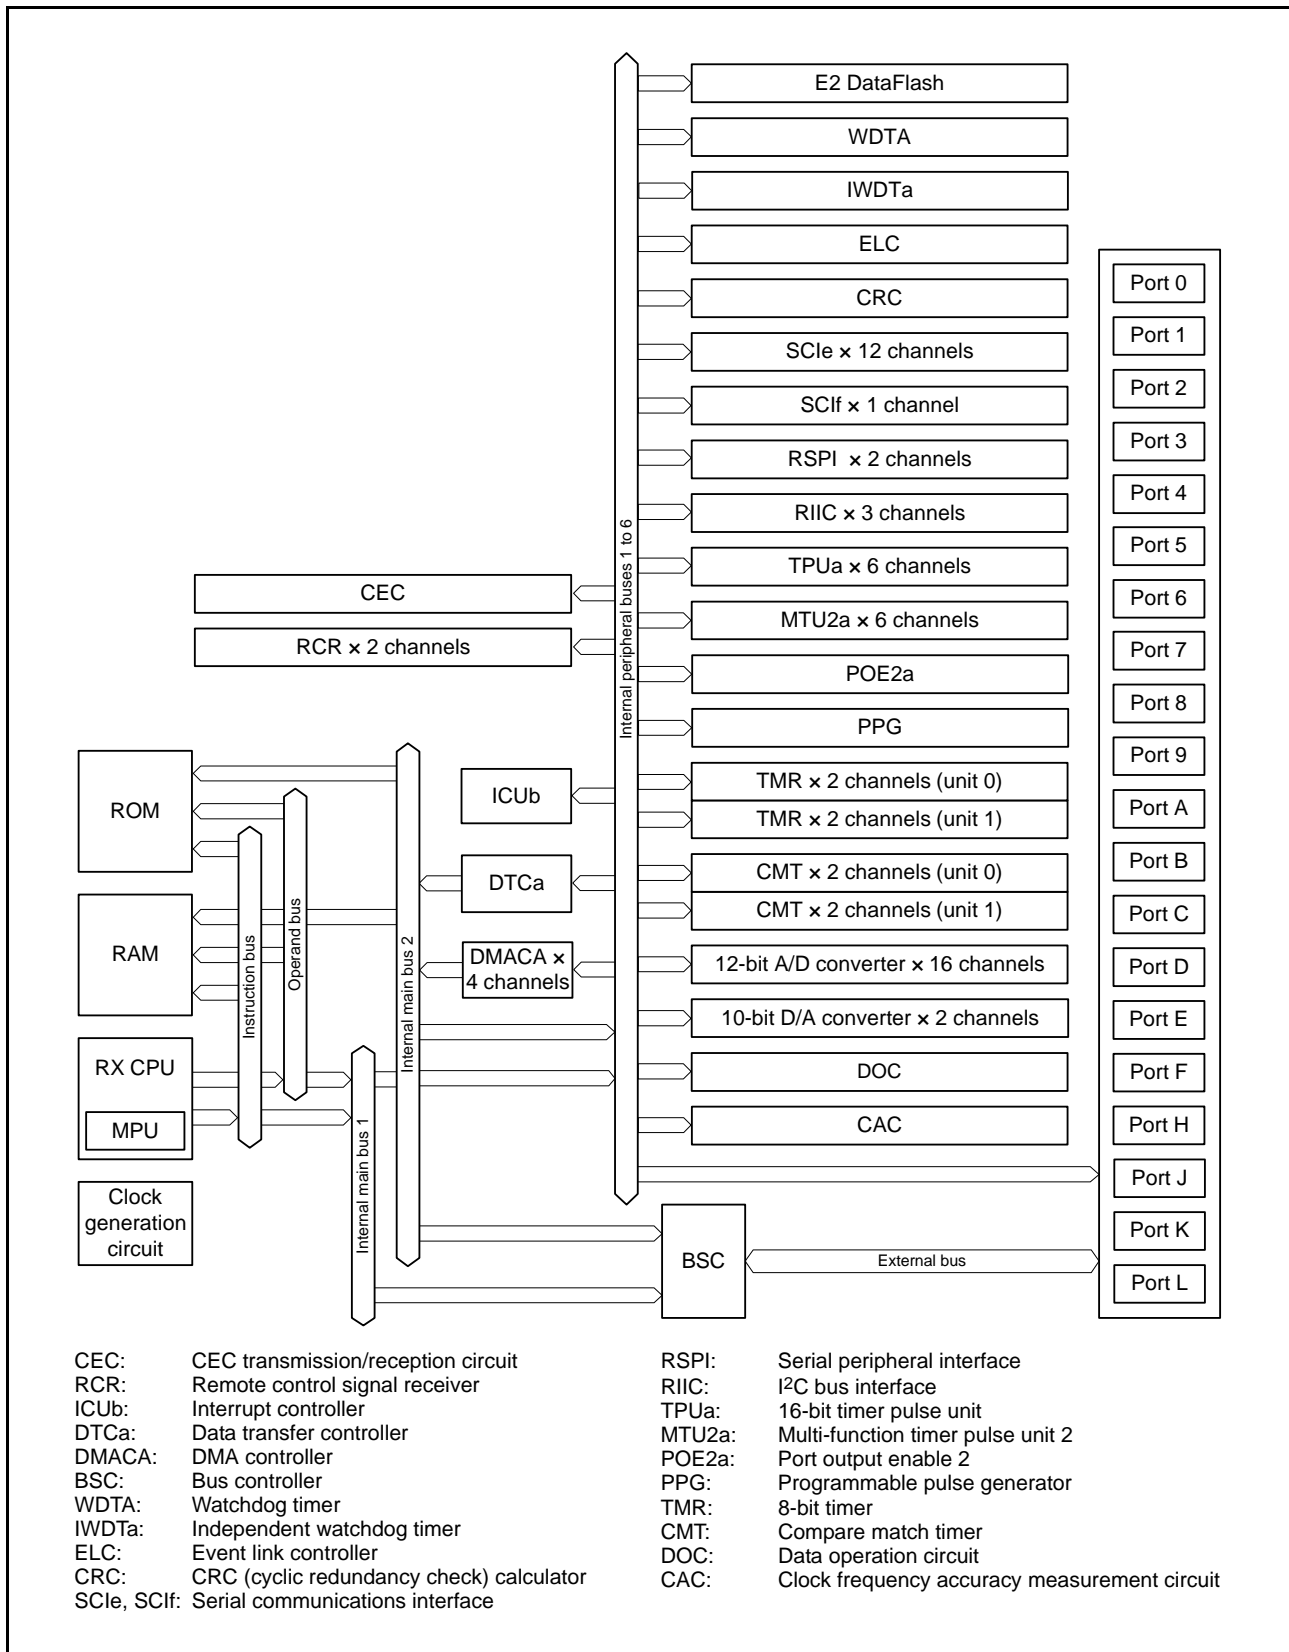 E2 DataFlash
WDTA
IWDTa
ELC
CRC
SCIe × 12 channels
SCIf × 1 channel
RSPI × 2 channels
RIIC × 3 channels
TPUa × 6 channels
MTU2a × 6 channels
POE2a
PPG
TMR × 2 channels (unit 0)
TMR × 2 channels (unit 1)
CMT × 2 channels (unit 0)
CMT × 2 channels (unit 1)
12-bit A/D converter × 16 channels
10-bit D/A converter × 2 channels
DOC
CAC
Internal peripheral buses 1 to 6
CEC
RCR × 2 channels
ICUb
DTCa
DMACA ×
4 channels
ROM
RAM
RX CPU
MPU
Clock
generation
circuit
Instruction bus
Operand bus
Internal main bus 1
Internal main bus 2
BSC
External bus
Port 0
Port 1
Port 2
Port 3
Port 4
Port 5
Port 6
Port 7
Port 8
Port 9
Port A
Port B
Port C
Port D
Port E
Port F
Port H
Port J
Port K
Port L
CEC: CEC transmission/reception circuit
RCR: Remote control signal receiver
ICUb: Interrupt controller
DTCa: Data transfer controller
DMACA: DMA controller
BSC: Bus controller
WDTA: Watchdog timer
IWDTa: Independent watchdog timer
ELC: Event link controller
CRC: CRC (cyclic redundancy check) calculator
SCIe, SCIf: Serial communications interface
RSPI: Serial peripheral interface
RIIC: I²C bus interface
TPUa: 16-bit timer pulse unit
MTU2a: Multi-function timer pulse unit 2
POE2a: Port output enable 2
PPG: Programmable pulse generator
TMR: 8-bit timer
CMT: Compare match timer
DOC: Data operation circuit
CAC: Clock frequency accuracy measurement circuit